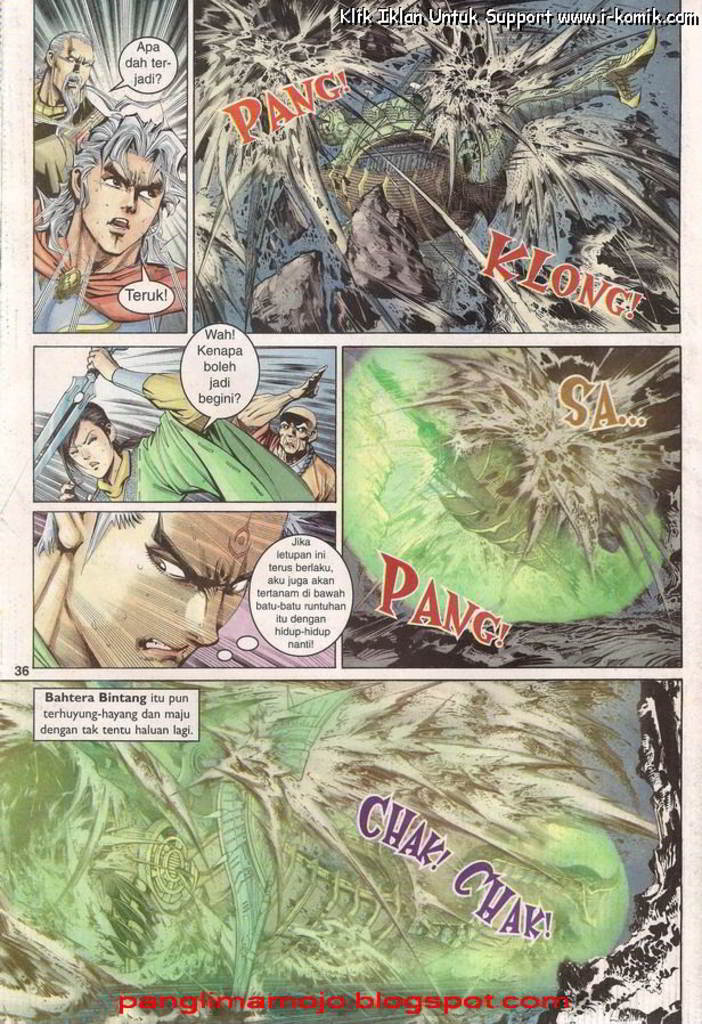 Klik Iklan Untuk Support www.i-komik.com
Apa
dah ter-
jadi?
Teruk!
PANG!
KLONG!
Wah!
Kenapa
boleh
jadi
begini?
SA...
PANG!
Jika
letupan ini
terus berlaku,
aku juga akan
tertanam di bawah
batu-batu runtuhan
itu dengan
hidup-hidup
nanti!
36
Bahtera Bintang itu pun
terhuyung-hayang dan maju
dengan tak tentu haluan lagi.
CHAK!
CHAK!
panglimamojo.blogspot.com